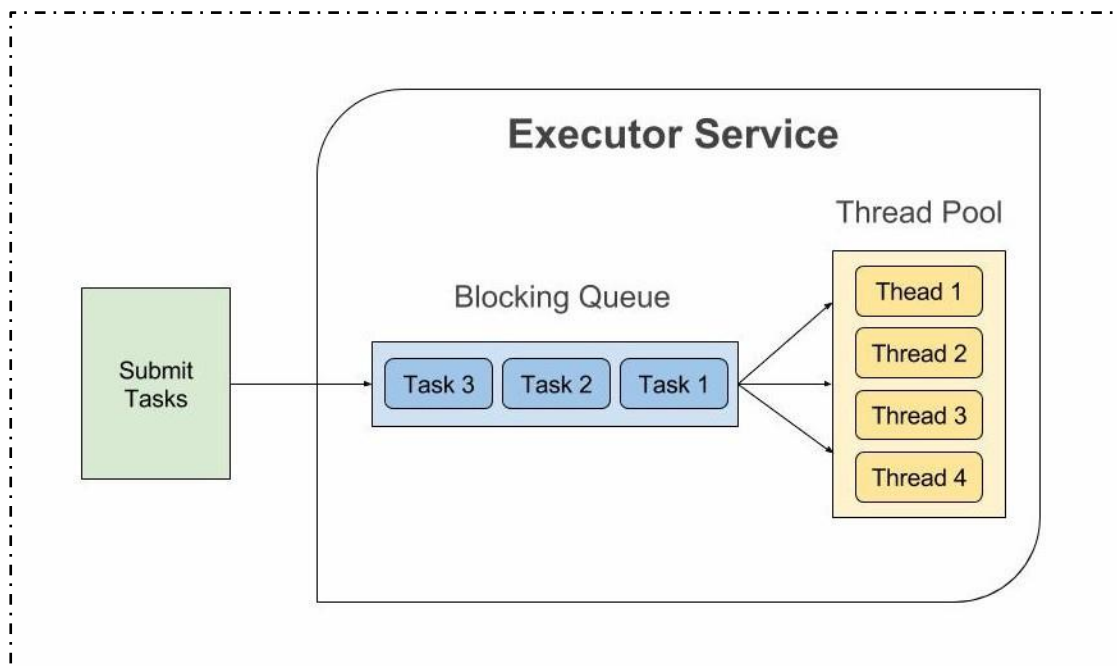 Executor Service
Thread Pool
Blocking Queue
Submit
Tasks
Task 3 Task 2 Task 1
Thead 1
Thread 2
Thread 3
Thread 4